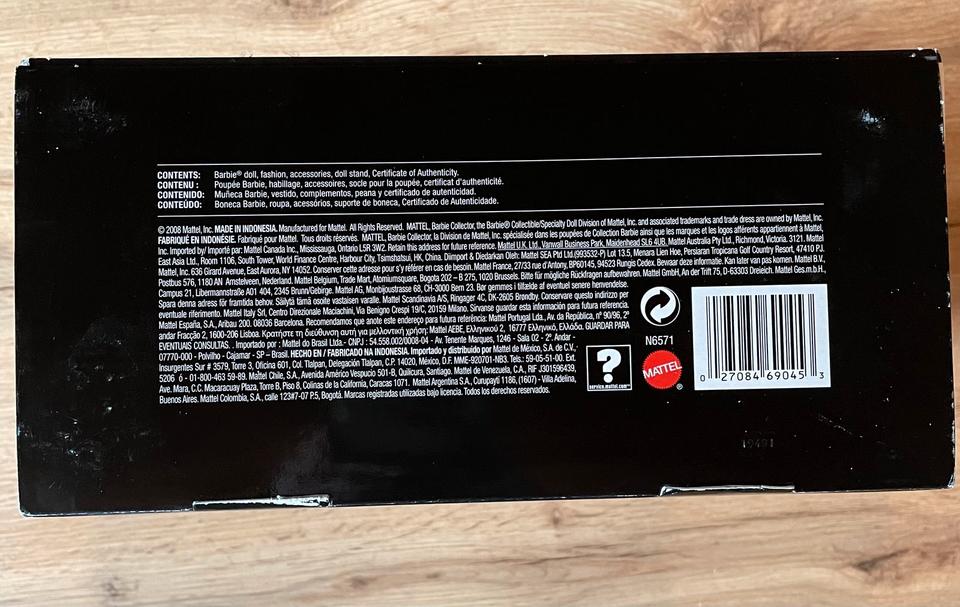 CONTENTS: Barbie® doll, fashion, accessories, doll stand, Certificate of Authenticity.
CONTENU : Poupée Barbie, habillage, accessoires, socle pour la poupée, certificat d'authenticité.
CONTENIDO: Muñeca Barbie, vestido, complementos, peana y certificado de autenticidad.
CONTEÚDO: Boneca Barbie, roupa, acessórios, suporte de boneca, Certificado de Autenticidade.
© 2008 Mattel, Inc. MADE IN INDONESIA. Manufactured for Mattel. All Rights Reserved. MATTEL, Barbie Collector, the Barbie® Collectible/Specialty Doll Division of Mattel, Inc. and associated trademarks and trade dress are owned by Mattel, Inc.
FABRIQUÉ EN INDONÉSIE. Fabriqué pour Mattel. Tous droits réservés. MATTEL, Barbie Collector, la Division de Mattel, Inc. spécialisée dans les poupées de Collection Barbie ainsi que les marques et les logos afférents appartiennent à Mattel,
Inc. Imported by/ Importé par: Mattel Canada Inc., Mississauga, Ontario L5R 3W2. Retain this address for future reference. Mattel U.K. Ltd., Vanwall Business Park, Maidenhead SL6 4UB. Mattel Australia Pty Ltd., Richmond, Victoria. 3121. Mattel
East Asia Ltd., Room 1106, South Tower, World Finance Centre, Harbour City, Tsimshatsui, HK, China. Diimport & Diedarkan Oleh: Mattel SEA Ptd Ltd.(993532-P) Lot 13.5, Menara Lien Hoe, Persiaran Tropicana Golf Country Resort, 47410 PJ.
Mattel, Inc. 636 Girard Avenue, East Aurora, NY 14052. Conserver cette adresse pour s'y référer en cas de besoin. Mattel France, 27/33 rue d'Antony, BP60145, 94523 Rungis Cedex. Bewaar deze informatie. Kan later van pas komen. Mattel B.V.,
Postbus 576, 1180 AN Amstelveen, Nederland. Mattel Belgium, Trade Mart, Atomiumsquare, Bogota 202 – B 275, 1020 Brussels. Bitte für mögliche Rückfragen aufbewahren. Mattel GmbH, An der Trift 75, D-63303 Dreieich. Mattel Ges.m.b.H.,
Campus 21, Libermannstraße A01 404, 2345 Brunn/Gebirge. Mattel AG, Monbijoustrasse 68, CH-3000 Bern 23. Bør gemmes i tilfælde af eventuel senere henvendelse.
Spara denna adress för framtida behov. Säilytä tämä osoite vastaisen varalle. Mattel Scandinavia A/S, Ringager 4C, DK-2605 Brøndby. Conservare questo indirizzo per
eventuale riferimento. Mattel Italy Srl, Centro Direzionale Maciachini, Via Benigno Crespi 19/C, 20159 Milano. Sírvanse guardar esta información para futura referencia.
Mattel España, S.A., Aribau 200. 08036 Barcelona. Recomendamos que anote este endereço para futura referência: Mattel Portugal Lda., Av. da República, nº 90/96, 2º
andar Fracção 2, 1600-206 Lisboa. Κρατήστε τη διεύθυνση αυτή για μελλοντική χρήση: Mattel AEBE, Ελληνικού 2, 16777 Ελληνικό, Ελλάδα. GUARDAR PARA
EVENTUAIS CONSULTAS. . Importado por : Mattel do Brasil Ltda.- CNPJ : 54.558.002/0008-04 - Av. Tenente Marques, 1246 - Sala 02 - 2º. Andar -
07770-000 - Polvilho - Cajamar - SP – Brasil. HECHO EN / FABRICADO NA INDONESIA. Importado y distribuido por Mattel de México, S.A. de C.V.,
Insurgentes Sur # 3579, Torre 3, Oficina 601, Col. Tlalpan, Delegación Tlalpan, C.P. 14020, México, D.F. MME-920701-NB3. Tels.: 59-05-51-00. Ext.
5206 ó - 01-800-463 59-89. Mattel Chile, S.A., Avenida Américo Vespucio 501-B, Quilicura, Santiago. Mattel de Venezuela, C.A., RIF J301596439,
Ave. Mara, C.C. Macaracuay Plaza, Torre B, Piso 8, Colinas de la California, Caracas 1071. Mattel Argentina S.A., Curupaytí 1186, (1607) - Villa Adelina,
Buenos Aires. Mattel Colombia, S.A., calle 123#7-07 P.5, Bogotá. Marcas registradas utilizadas bajo licencia. Todos los derechos reservados.
?
service.mattel.com™
N6571
MATTEL®
0 27084 69045 3
19491